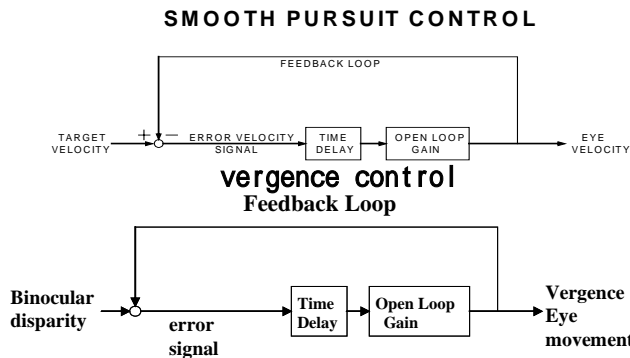 SMOOTH PURSUIT CONTROL
FEEDBACK LOOP
TARGET
VELOCITY
+ −
ERROR VELOCITY
SIGNAL
TIME
DELAY
OPEN LOOP
GAIN
EYE
VELOCITY
vergence control
Feedback Loop
Binocular
disparity
error
signal
Time
Delay
Open Loop
Gain
Vergence
Eye
movement